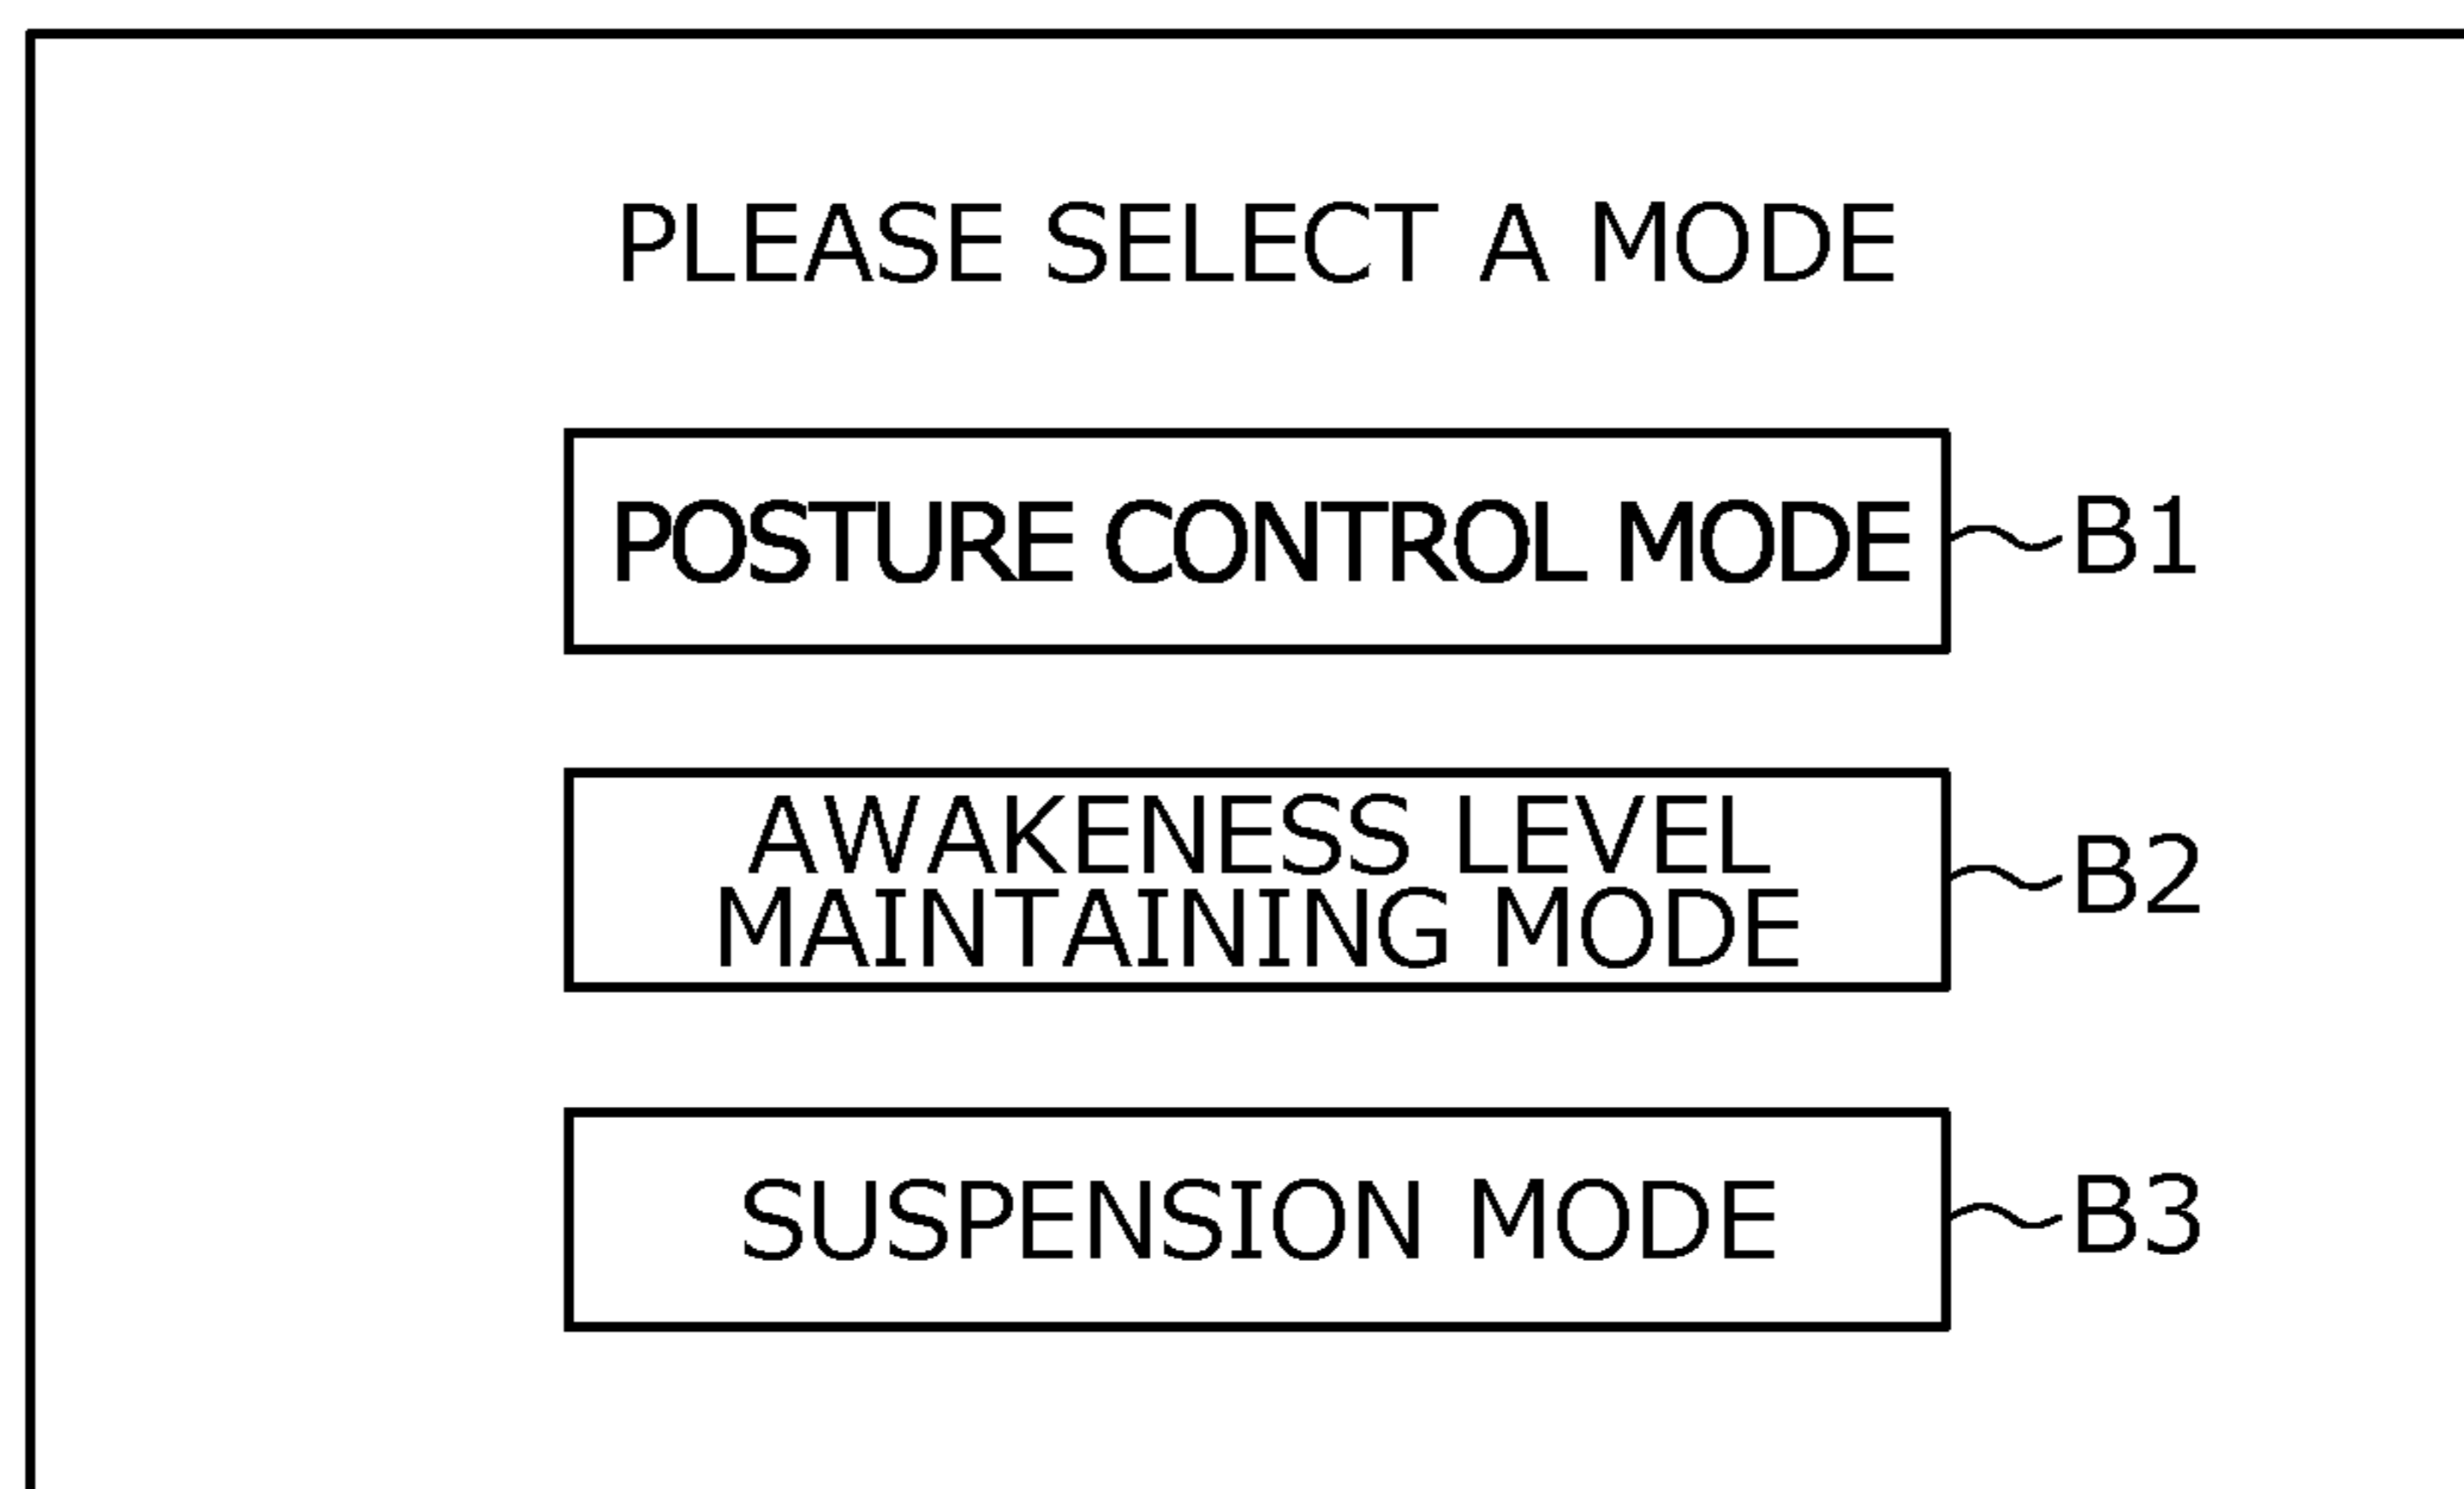 PLEASE SELECT A MODE
POSTURE CONTROL MODE B1
AWAKENESS LEVEL
MAINTAINING MODE B2
SUSPENSION MODE B3